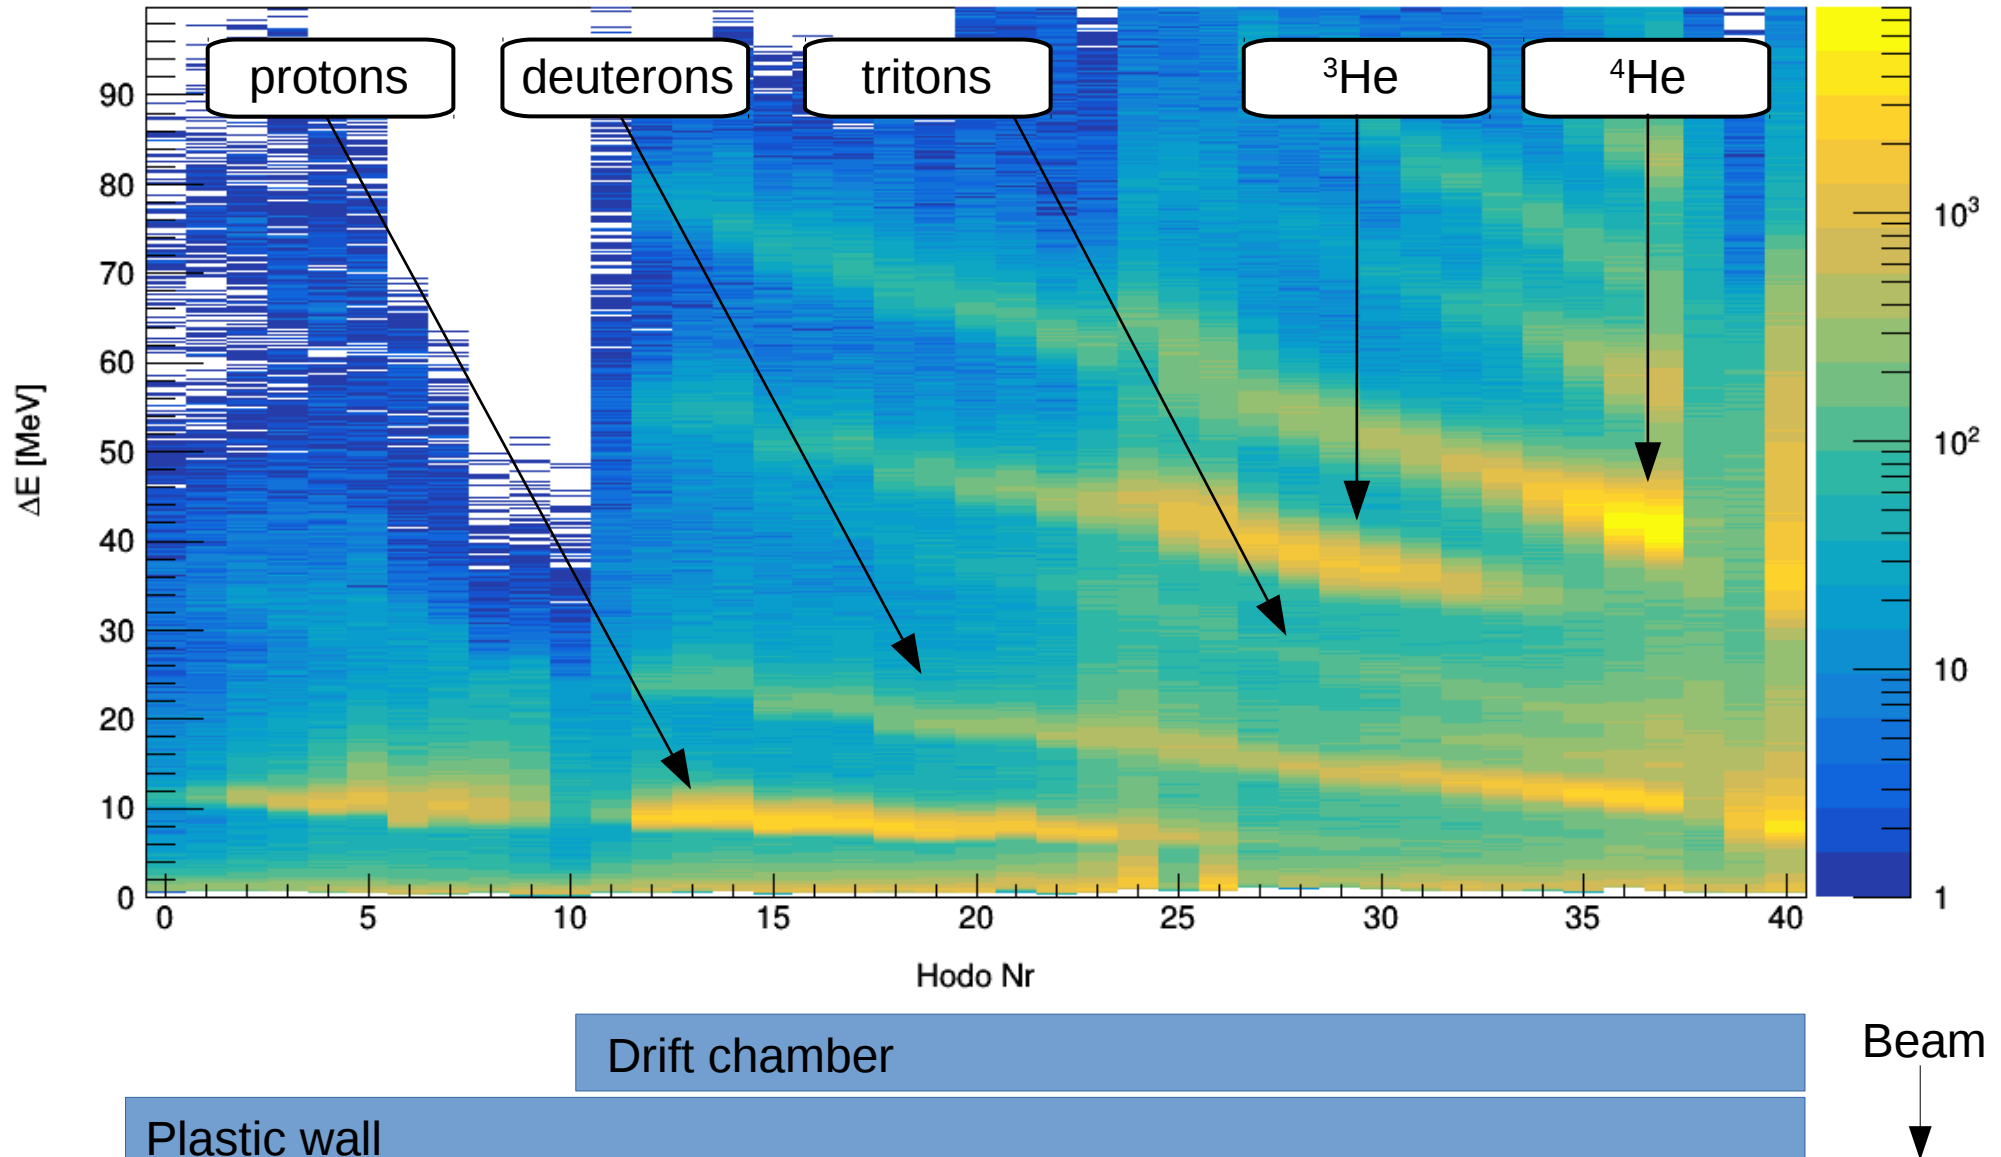 protons deuterons tritons ³He ⁴He
90
80
70
60
50
40
30
20
10
0
ΔE [MeV]
10³
10²
10
1
0 5 10 15 20 25 30 35 40
Hodo Nr
Drift chamber
Beam
Plastic wall